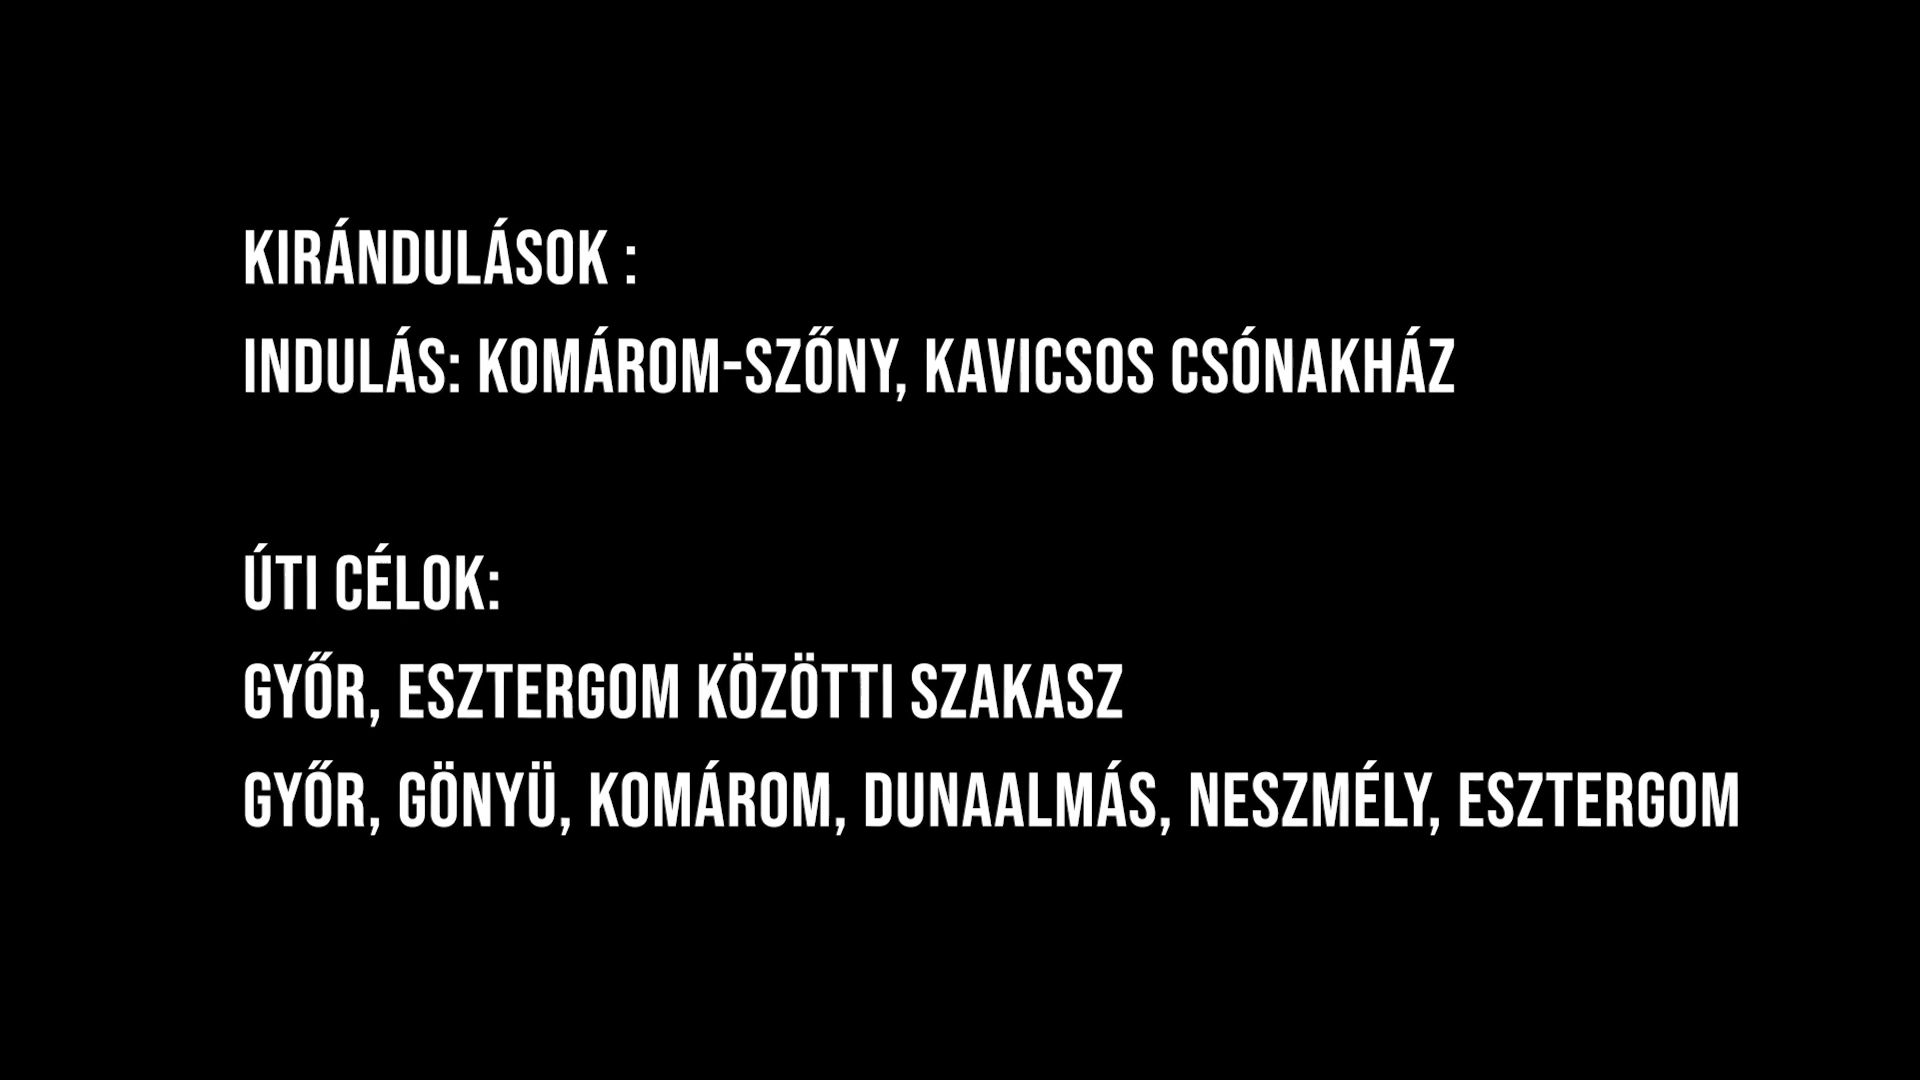 KIRÁNDULÁSOK :
INDULÁS: KOMÁROM-SZŐNY, KAVICSOS CSÓNAKHÁZ
ÚTI CÉLOK:
GYŐR, ESZTERGOM KÖZÖTTI SZAKASZ
GYŐR, GÖNYÜ, KOMÁROM, DUNAALMÁS, NESZMÉLY, ESZTERGOM